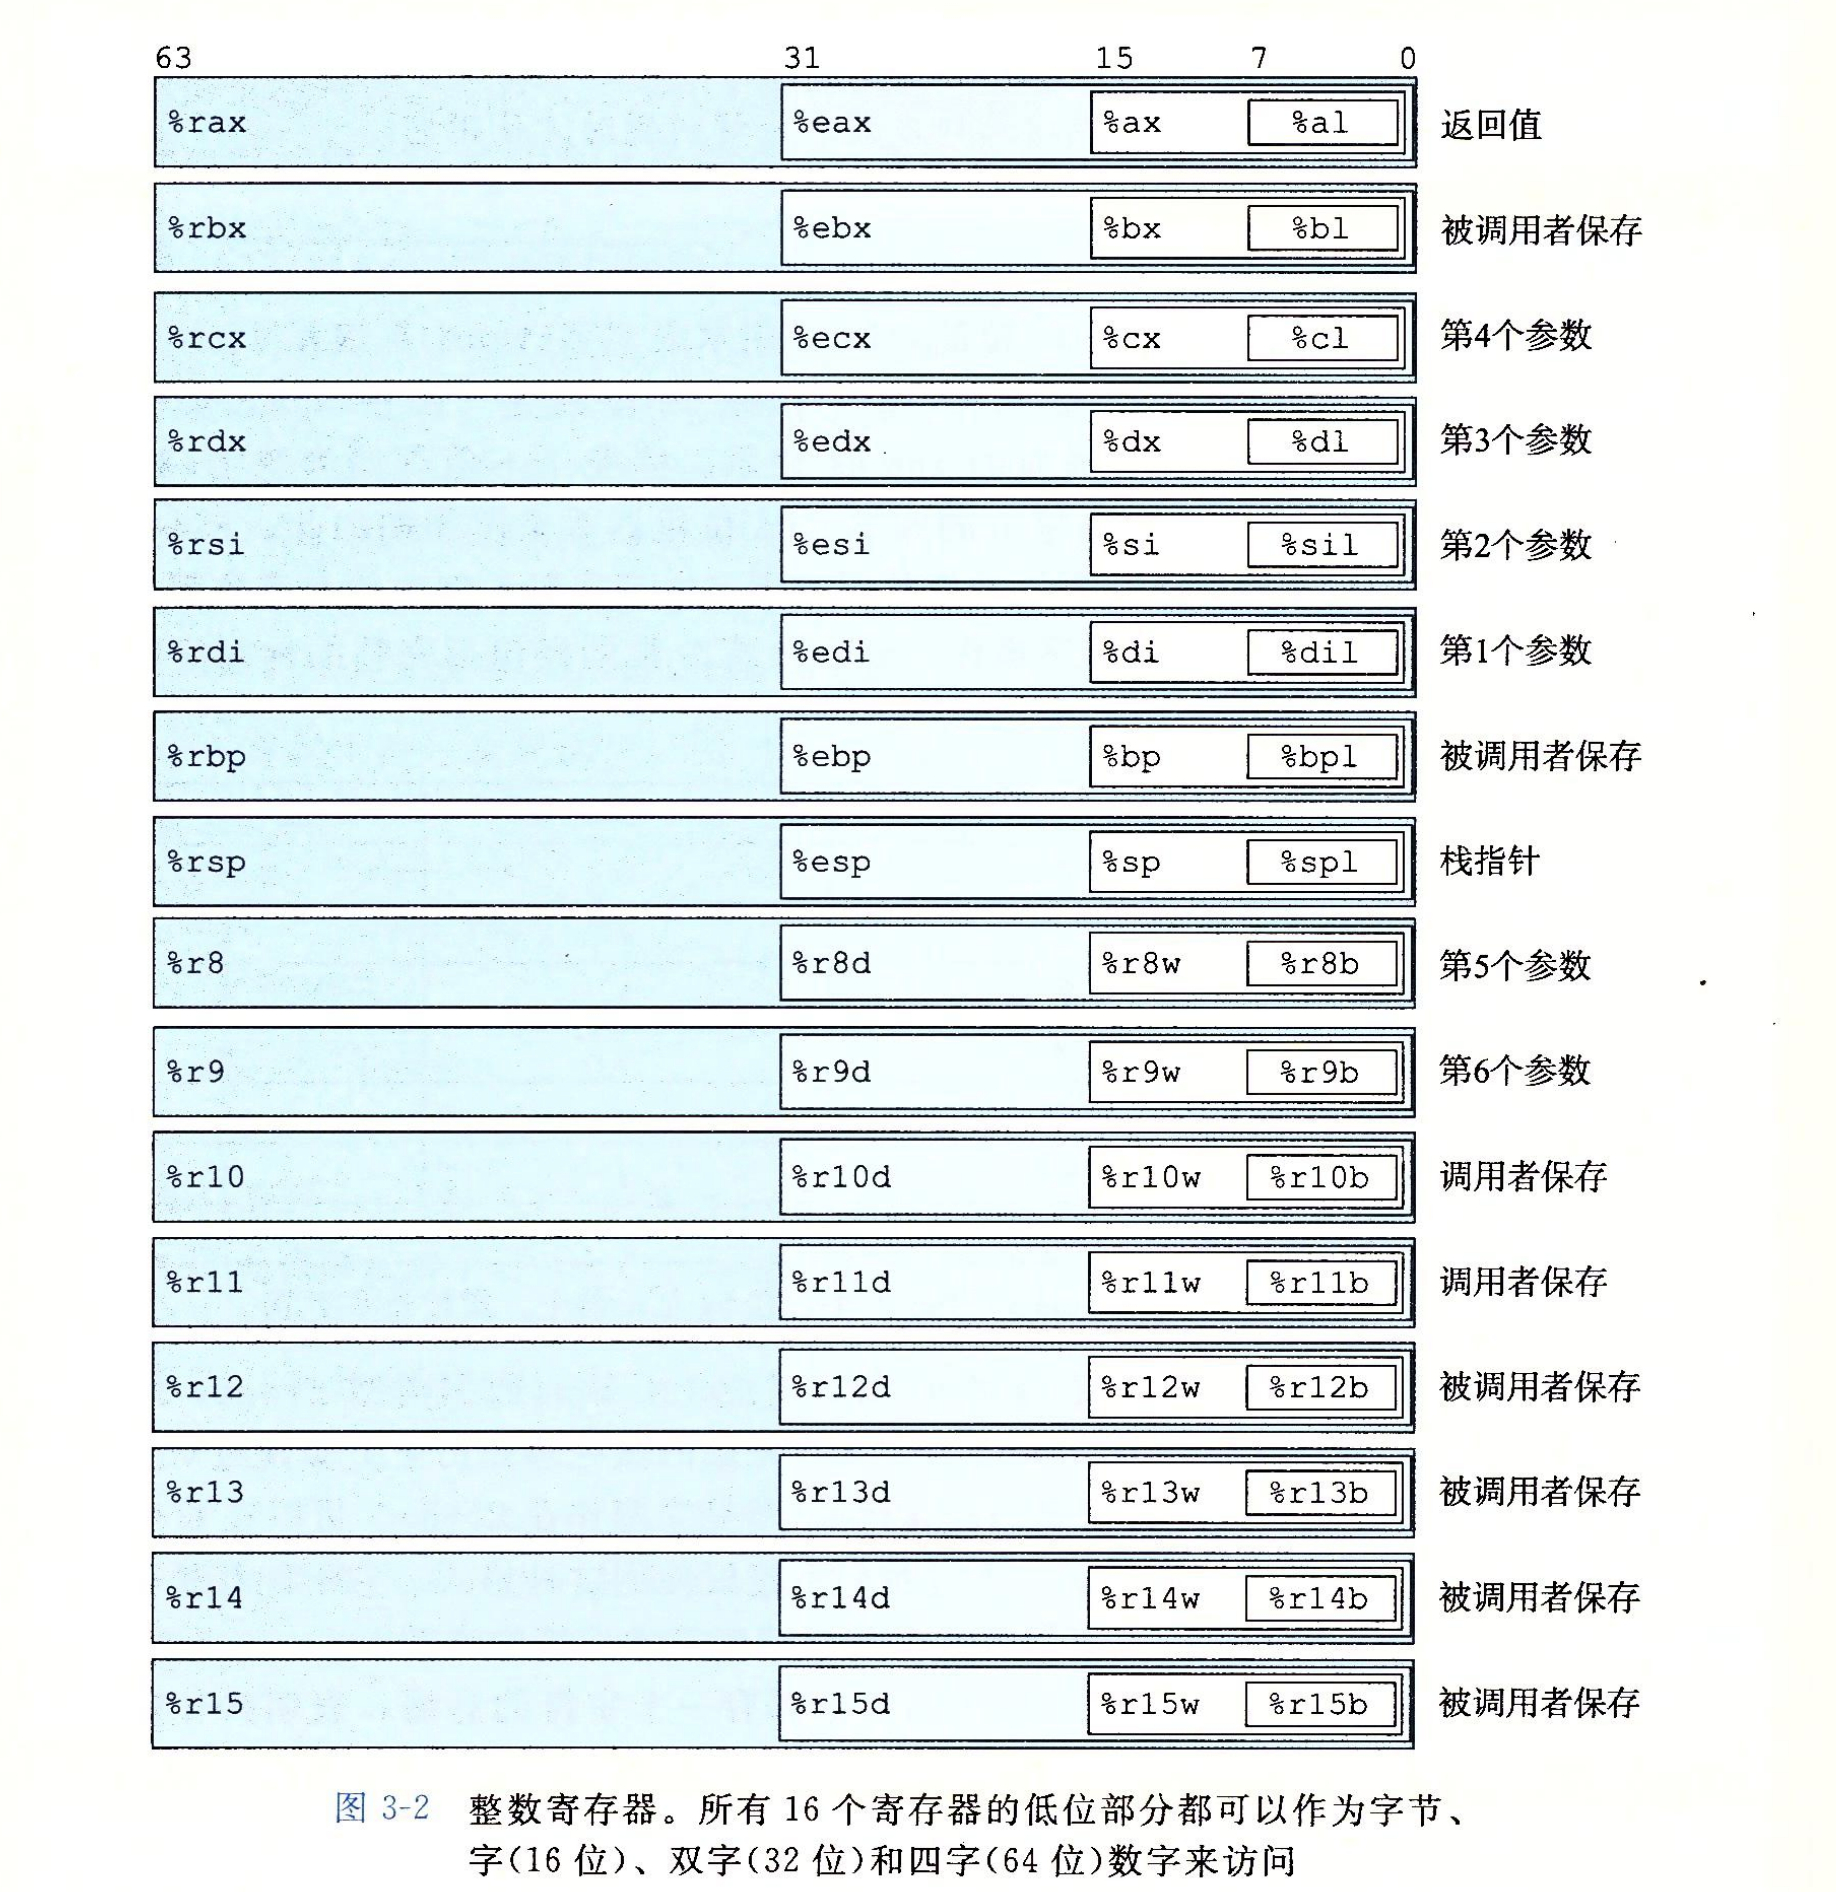 63 31 15 7 0
%rax %eax %ax %al 返回值
%rbx %ebx %bx %bl 被调用者保存
%rcx %ecx %cx %cl 第4个参数
%rdx %edx %dx %dl 第3个参数
%rsi %esi %si %sil 第2个参数
%rdi %edi %di %dil 第1个参数
%rbp %ebp %bp %bpl 被调用者保存
%rsp %esp %sp %spl 栈指针
%r8 %r8d %r8w %r8b 第5个参数
%r9 %r9d %r9w %r9b 第6个参数
%r10 %r10d %r10w %r10b 调用者保存
%r11 %r11d %r11w %r11b 调用者保存
%r12 %r12d %r12w %r12b 被调用者保存
%r13 %r13d %r13w %r13b 被调用者保存
%r14 %r14d %r14w %r14b 被调用者保存
%r15 %r15d %r15w %r15b 被调用者保存
图 3-2 整数寄存器。所有 16 个寄存器的低位部分都可以作为字节、
字(16 位)、双字(32 位)和四字(64 位)数字来访问